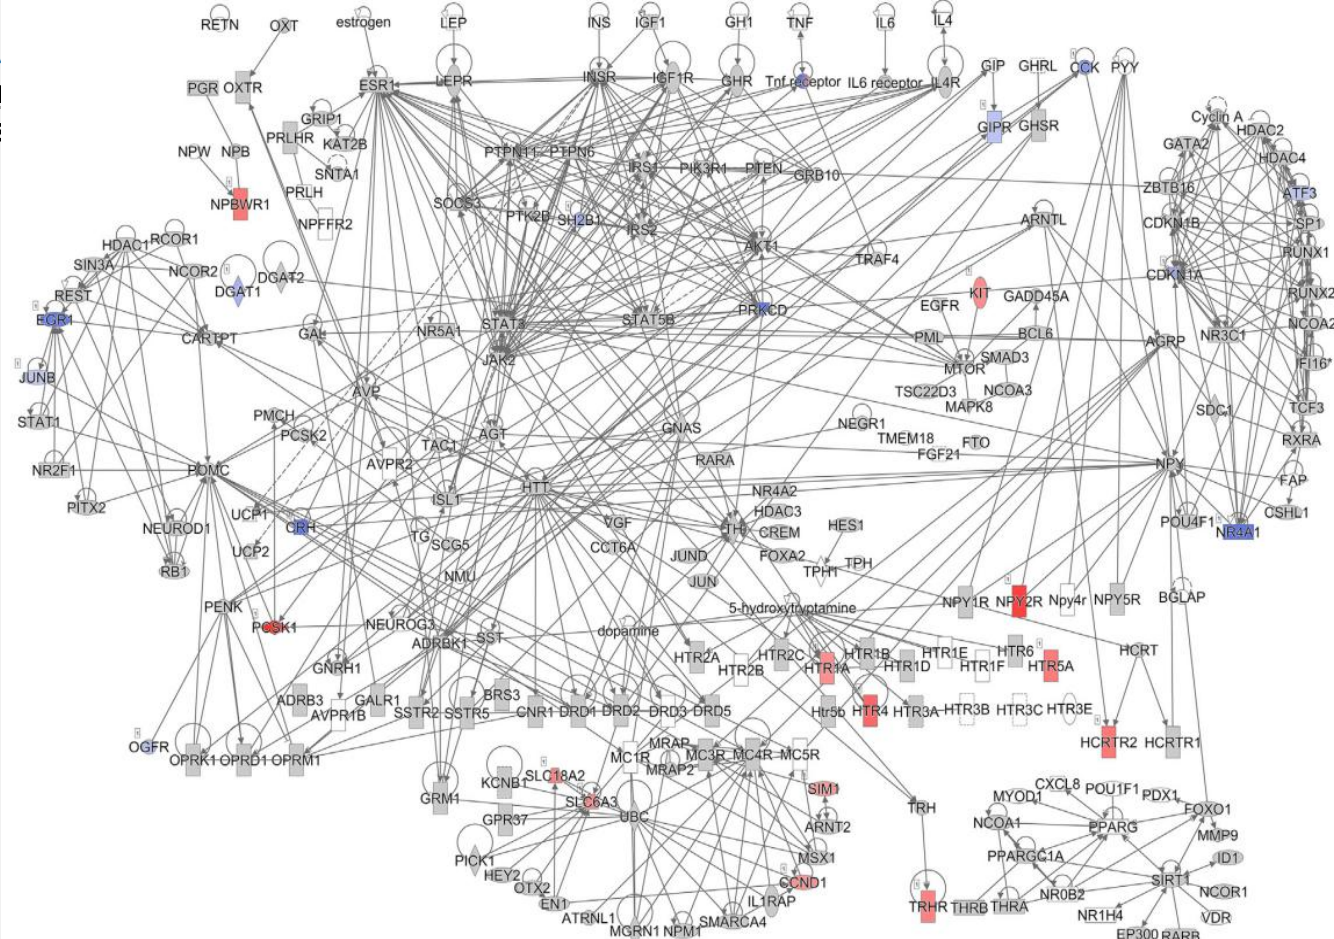 RETN
OXT
estrogen
LEP
INS
IGF1
GH1
TNF
IL6
IL4
PGR
OXTR
ESR1
LEPR
INSR
IGF1R
GHR
Tnf receptor
IL6 receptor
IL4R
GIP
GHRL
CCK
PYY
GRIP1
PRLHR
KAT2B
GIPR
GHSR
Cyclin A
HDAC2
GATA2
HDAC4
NPW
NPB
SNTA1
PTPN11
PTPN6
IRS1
PIK3R1
PTEN
GRB10
ZBTB16
ATF3
PRLH
NPBWR1
NPFFR2
SOCS3
PTK2B
SH2B1
IRS2
ARNTL
CDKN1B
SP1
HDAC1
RCOR1
AKT1
TRAF4
RUNX1
SIN3A
NCOR2
DGAT1
DGAT2
CDKN1A
REST
KIT
EGFR
GADD45A
RUNX2
EGR1
CARTPT
GAL
NR5A1
STAT3
STAT5B
PRKCD
PML
BCL6
AGRP
NR3C1
NCOA2
JAK2
SMAD3
MTOR
IFI16
JUNB
AVP
TSC22D3
NCOA3
MAPK8
STAT1
PMCH
PCSK2
TAC1
AGT
GNAS
NEGR1
SDC1
TCF3
TMEM18
FTO
FGF21
RXRA
NR2F1
POMC
AVPR2
RARA
NPY
HTT
ISL1
FAP
PITX2
NR4A2
HDAC3
UCP1
NEUROD1
CRH
TG
SCG5
VGF
CCT6A
TH
CREM
HES1
POU4F1
CSHL1
NR4A1
UCP2
JUND
FOXA2
TPH1
TPH
RB1
NMU
JUN
PENK
5-hydroxytryptamine
NPY1R
NPY2R
Npy4r
NPY5R
BGLAP
PCSK1
NEUROG3
ADRBK1
SST
dopamine
GNRH1
HTR2A
HTR2B
HTR2C
HTR1A
HTR1B
HTR1D
HTR1E
HTR1F
HTR6
HTR5A
HCRT
ADRB3
AVPR1B
GALR1
SSTR2
SSTR5
BRS3
CNR1
DRD4
DRD2
DRD3
DRD5
Htr5b
HTR4
HTR3A
HTR3B
HTR3C
HTR3E
OGFR
OPRK1
OPRD1
OPRM1
MC1R
MRAP
MRAP2
MC3R
MC4R
MC5R
HCRTR2
HCRTR1
GRM1
KCNB1
SLC18A2
SLC6A3
SIM1
GPR37
UBC
ARNT2
TRH
CXCL8
MYOD1
POU1F1
PDX1
FOXO1
NCOA1
PPARG
MMP9
PICK1
HEY2
OTX2
MSX1
PPARGC1A
ID1
CCND1
EN1
ATRNL1
MGRN1
NPM1
SMARCA4
IL1RAP
TRHR
THRB
THRA
NR0B2
SIRT1
NCOR1
NR1H4
VDR
EP300
RARB